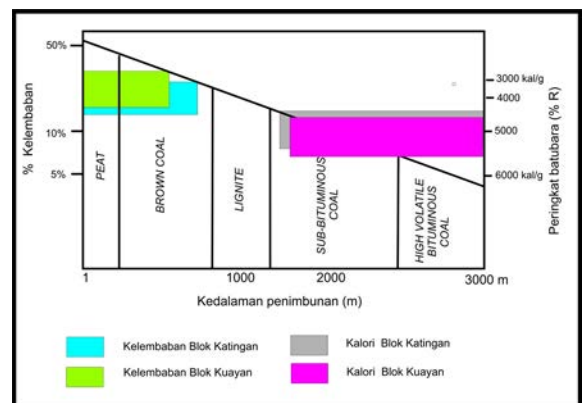 50%
10%
5%
% Kelembaban
PEAT
BROWN COAL
LIGNITE
SUB-BITUMINOUS
COAL
HIGH VOLATILE
BITUMINOUS
COAL
3000 kal/g
4000
5000
6000 kal/g
Peringkat batubara (% R)
1
1000
2000
3000 m
Kedalaman penimbunan (m)
Kelembaban Blok Katingan
Kalori Blok Katingan
Kelembaban Blok Kuayan
Kalori Blok Kuayan